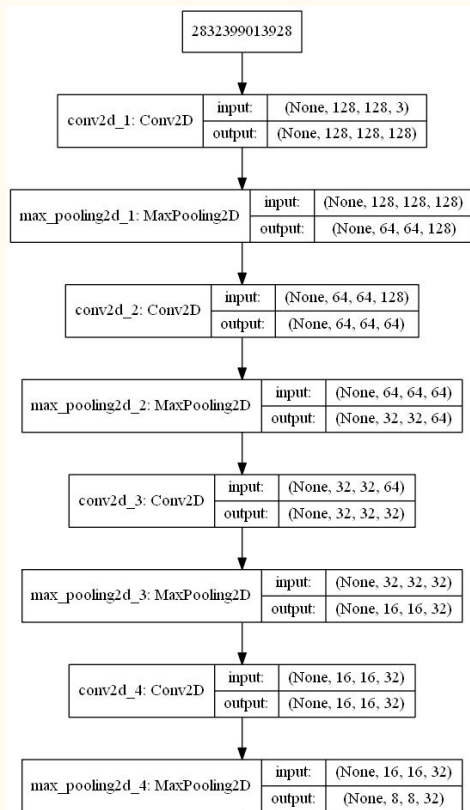 2832399013928
conv2d_1: Conv2D
input: (None, 128, 128, 3)
output: (None, 128, 128, 128)
max_pooling2d_1: MaxPooling2D
input: (None, 128, 128, 128)
output: (None, 64, 64, 128)
conv2d_2: Conv2D
input: (None, 64, 64, 128)
output: (None, 64, 64, 64)
max_pooling2d_2: MaxPooling2D
input: (None, 64, 64, 64)
output: (None, 32, 32, 64)
conv2d_3: Conv2D
input: (None, 32, 32, 64)
output: (None, 32, 32, 32)
max_pooling2d_3: MaxPooling2D
input: (None, 32, 32, 32)
output: (None, 16, 16, 32)
conv2d_4: Conv2D
input: (None, 16, 16, 32)
output: (None, 16, 16, 32)
max_pooling2d_4: MaxPooling2D
input: (None, 16, 16, 32)
output: (None, 8, 8, 32)